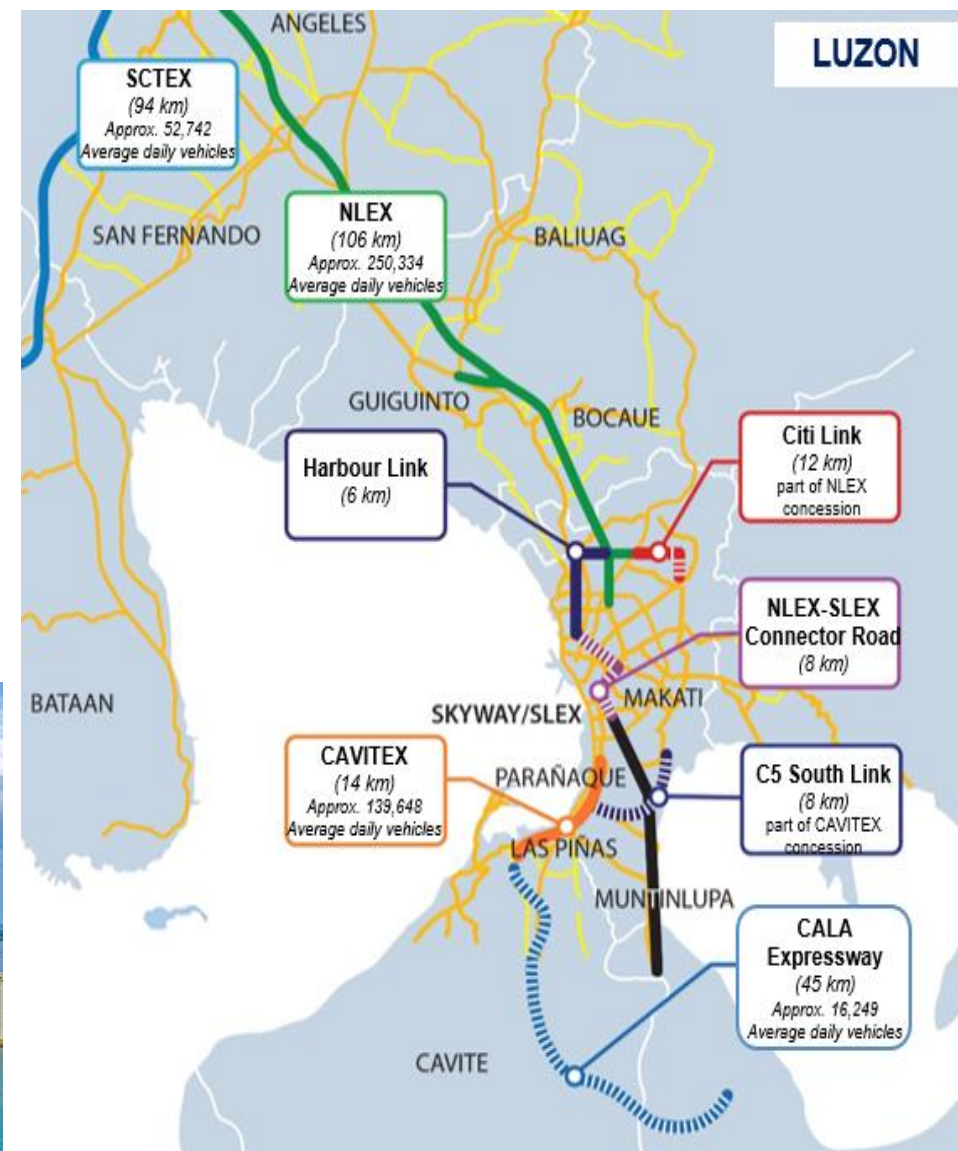 ANGELES
LUZON
SCTEX
(94 km)
Approx. 52,742
Average daily vehicles
NLEX
(106 km)
Approx. 250,334
Average daily vehicles
SAN FERNANDO
BALIUAG
GUIGUINTO
BOCAUE
Harbour Link
(6 km)
Citi Link
(12 km)
part of NLEX
concession
NLEX-SLEX
Connector Road
(8 km)
BATAAN
MAKATI
SKYWAY/SLEX
CAVITEX
(14 km)
Approx. 139,648
Average daily vehicles
PARAÑAQUE
C5 South Link
(8 km)
part of CAVITEX
concession
LAS PIÑAS
MUNTINLUPA
CALA
Expressway
(45 km)
Approx. 16,249
Average daily vehicles
CAVITE